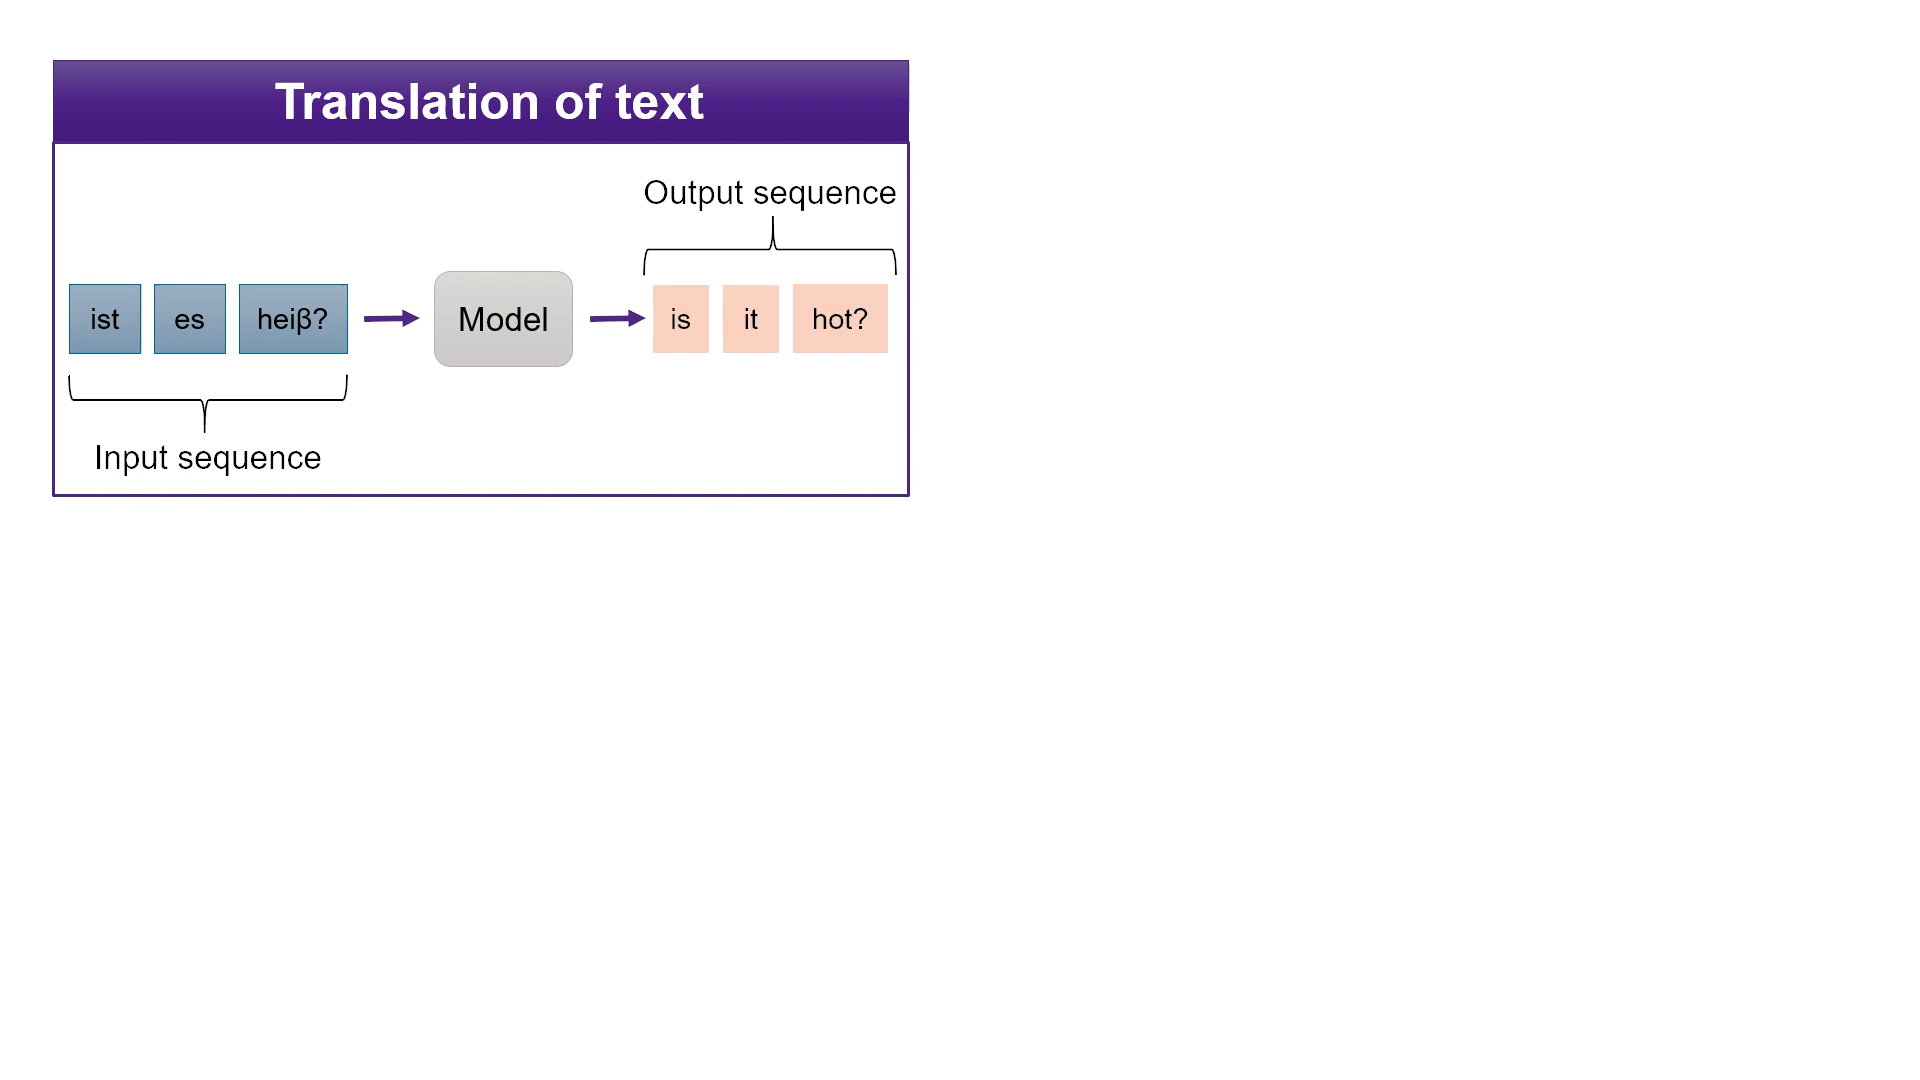 Translation of text
Output sequence
ist es heiβ? Model is it hot?
Input sequence